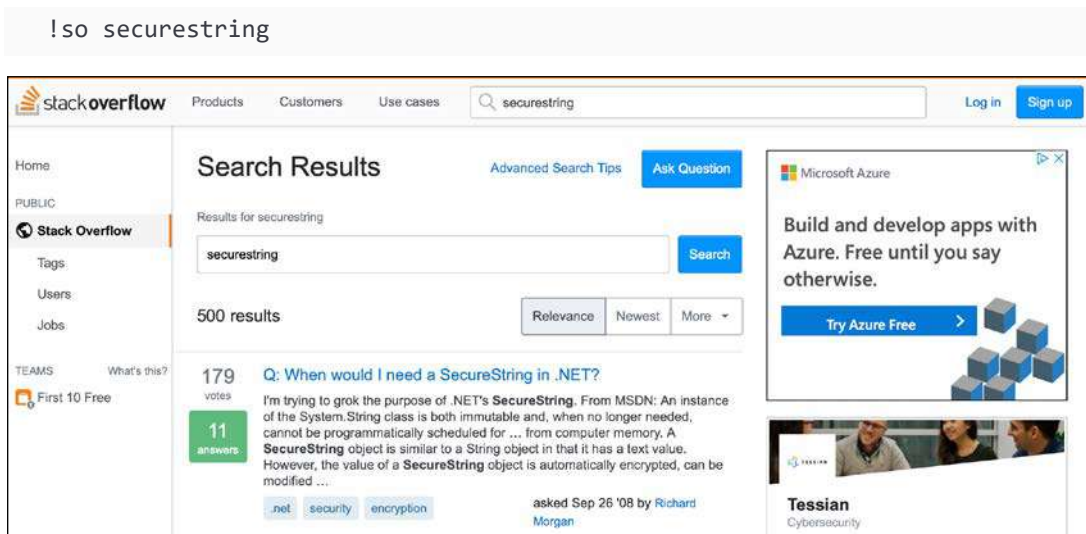 !so securestring
stackoverflow Products Customers Use cases securestring Log in Sign up
Home
PUBLIC
Stack Overflow
Tags
Users
Jobs
TEAMS What's this?
First 10 Free
Search Results Advanced Search Tips Ask Question
Results for securestring
securestring Search
500 results Relevance Newest More
179
votes
11
answers
Q: When would I need a SecureString in .NET?
I'm trying to grok the purpose of .NET's SecureString. From MSDN: An instance
of the System.String class is both immutable and, when no longer needed,
cannot be programmatically scheduled for ... from computer memory. A
SecureString object is similar to a String object in that it has a text value.
However, the value of a SecureString object is automatically encrypted, can be
modified ...
.net security encryption
asked Sep 26 '08 by Richard
Morgan
Microsoft Azure
Build and develop apps with
Azure. Free until you say
otherwise.
Try Azure Free
TESSIAN
Tessian
Cybersecurity